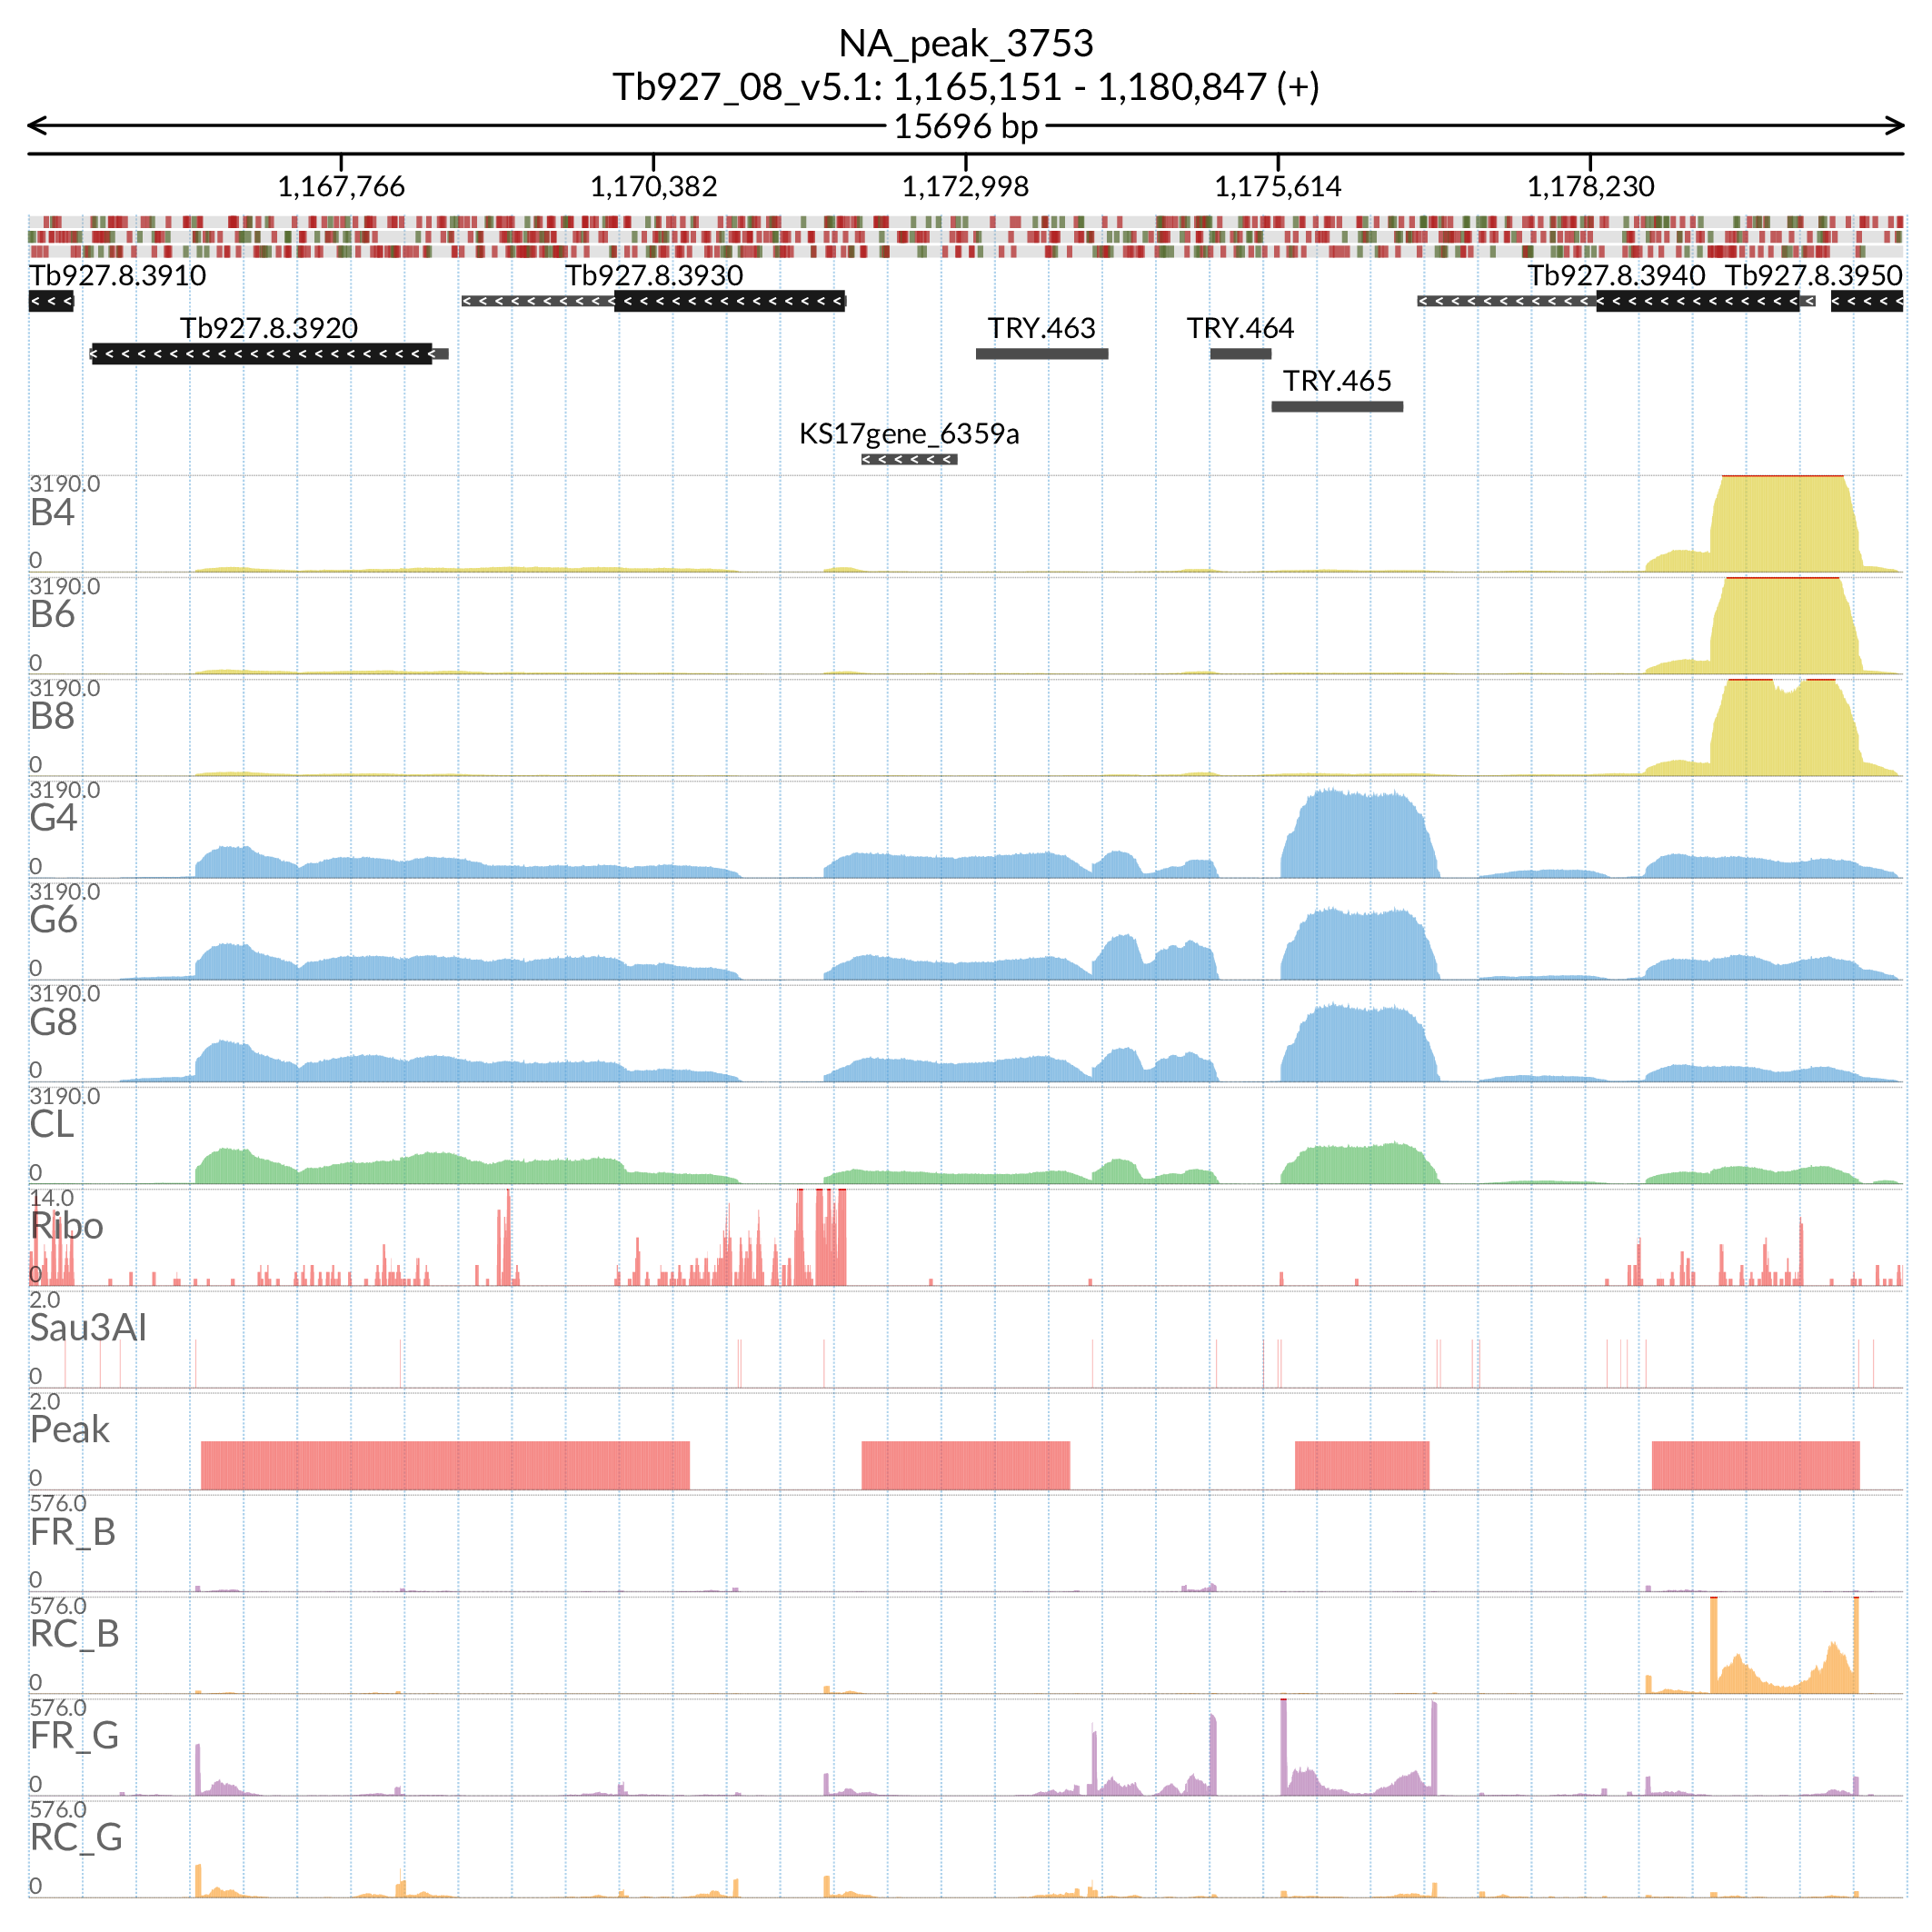 NA_peak_3753
Tb927_08_v5.1: 1,165,151 - 1,180,847 (+)
15696 bp
1,167,766 1,170,382 1,172,998 1,175,614 1,178,230
Tb927.8.3910 Tb927.8.3930 Tb927.8.3940 Tb927.8.3950
Tb927.8.3920 TRY.463 TRY.464
TRY.465
KS17gene_6359a
3190.0
B4
0
3190.0
B6
0
3190.0
B8
0
3190.0
G4
0
3190.0
G6
0
3190.0
G8
0
3190.0
CL
0
14.0
Ribo
0
2.0
Sau3AI
0
2.0
Peak
0
576.0
FR_B
0
576.0
RC_B
0
576.0
FR_G
0
576.0
RC_G
0